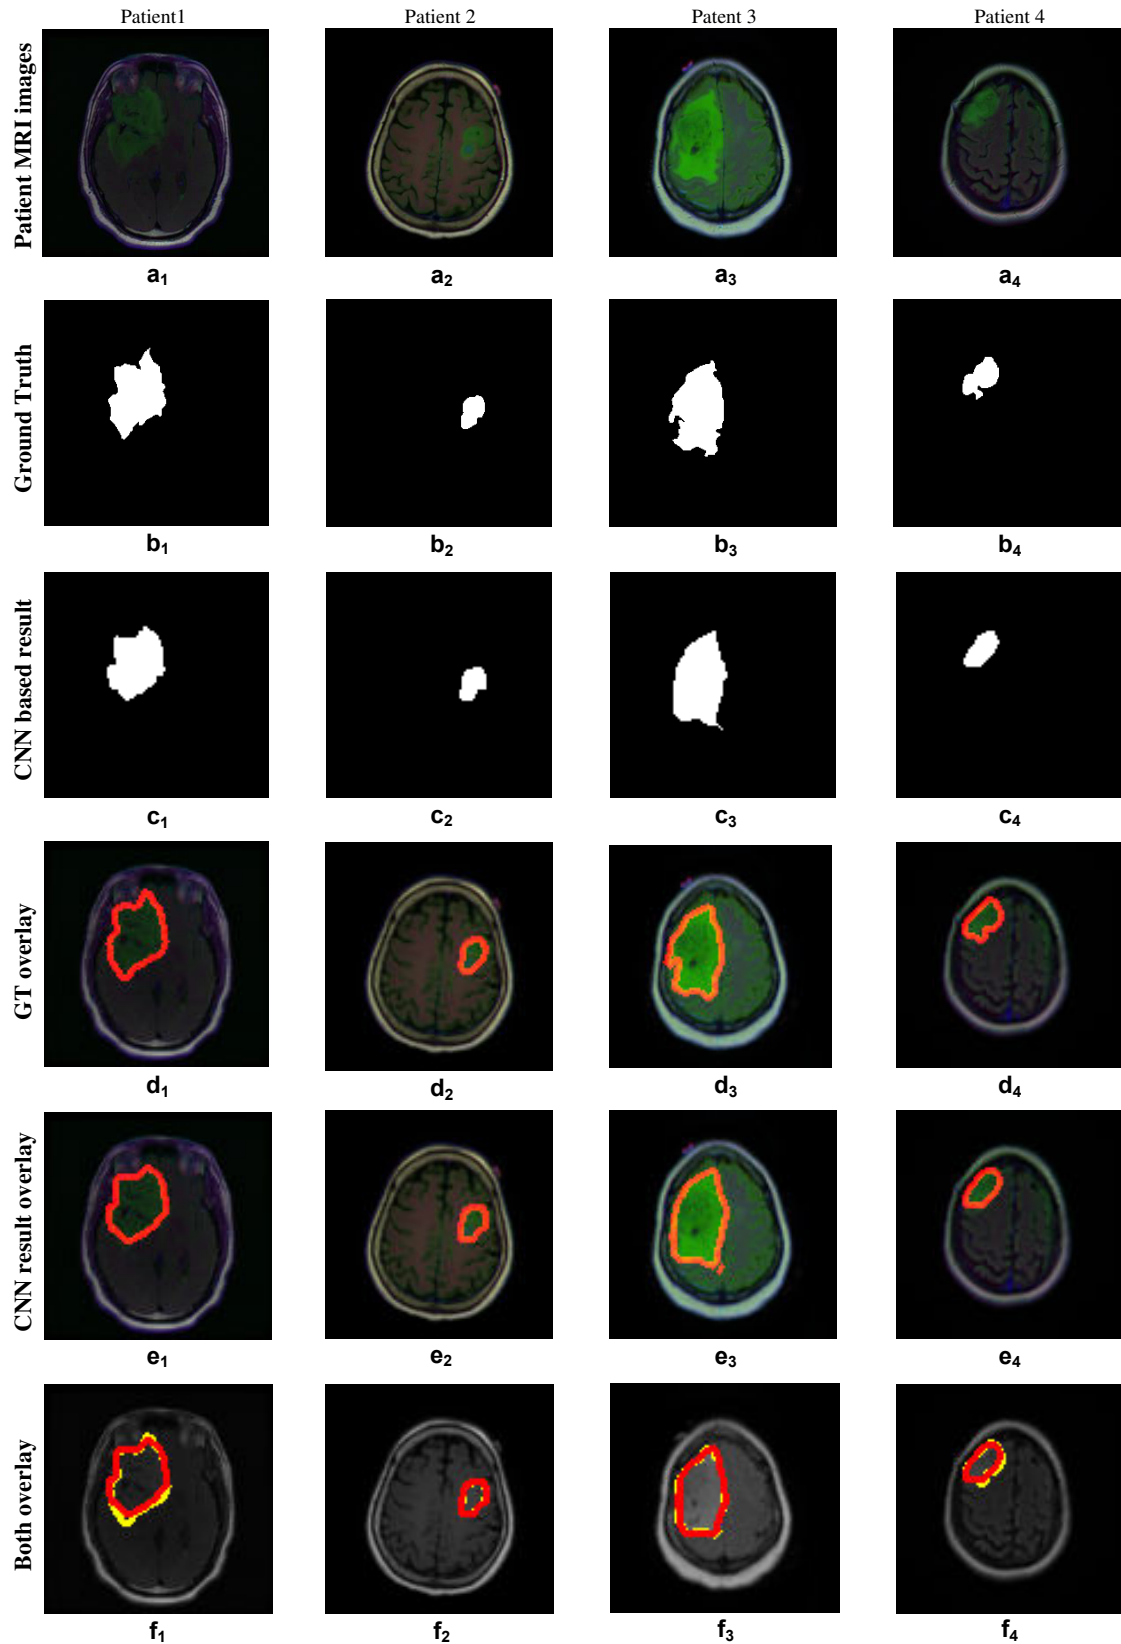 Patient1 Patient 2 Patent 3 Patient 4
Patient MRI images
a1 a2 a3 a4
Ground Truth
b1 b2 b3 b4
CNN based result
c1 c2 c3 c4
GT overlay
d1 d2 d3 d4
CNN result overlay
e1 e2 e3 e4
Both overlay
f1 f2 f3 f4